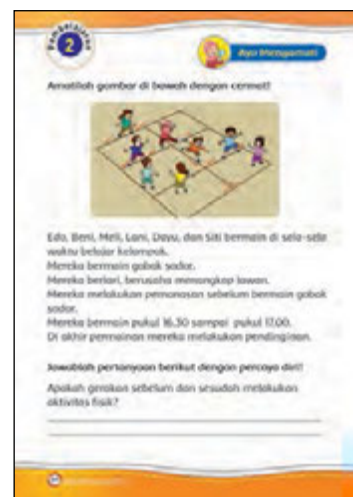 Pembelajaran
2
Ayo Mengamati
Amatilah gambar di bawah dengan cermat!
Edo, Beni, Meli, Lani, Dayu, dan Siti bermain di sela-sela
waktu belajar kelompok.
Mereka bermain gobak sodor.
Mereka berlari, berusaha menangkap lawan.
Mereka melakukan pemanasan sebelum bermain gobak
sodor.
Mereka bermain pukul 16.30 sampai pukul 17.00.
Di akhir permainan mereka melakukan pendinginan.
Jawablah pertanyaan berikut dengan percaya diri!
Apakah gerakan sebelum dan sesudah melakukan
aktivitas fisik?